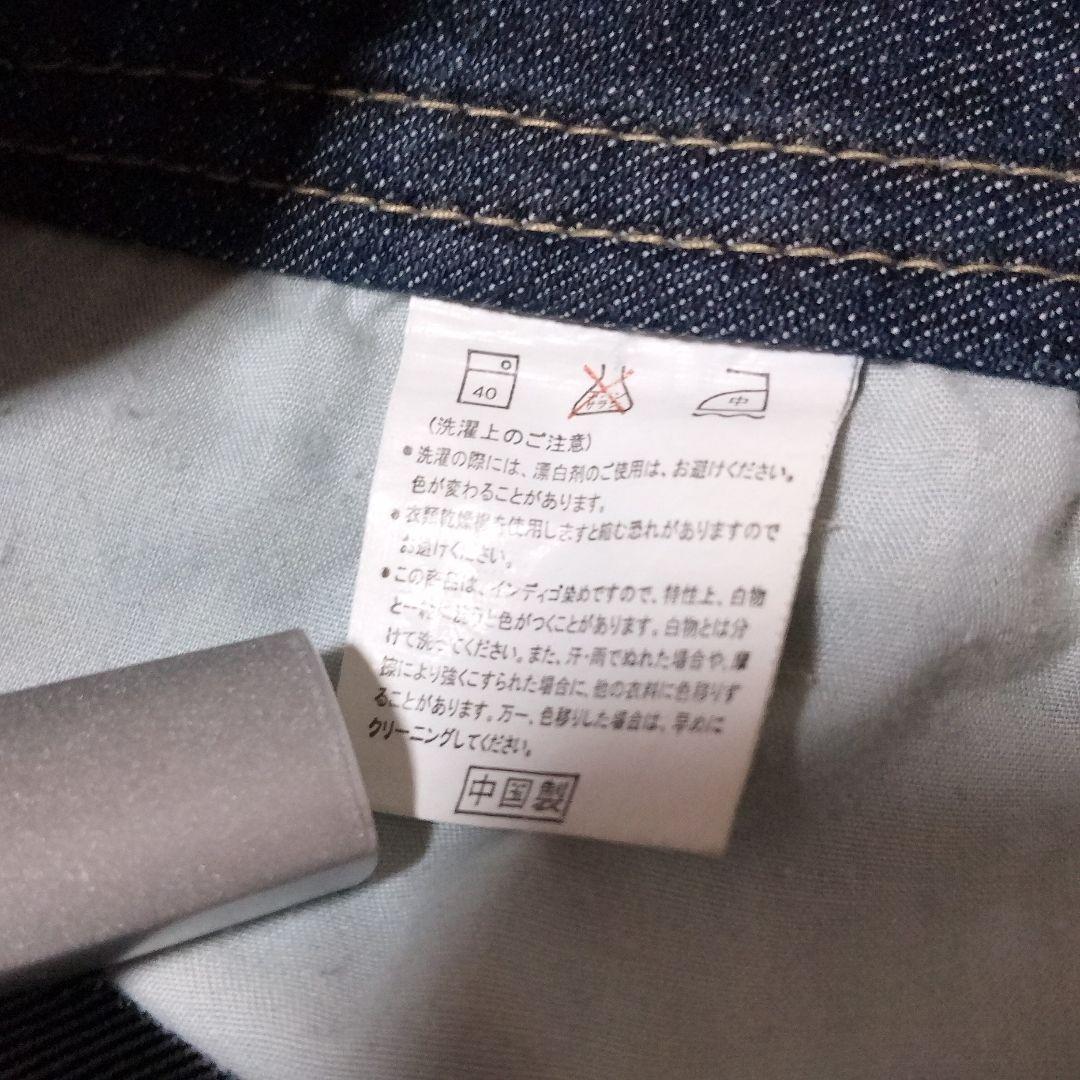 40
サラシ
中
(洗濯上のご注意)
●洗濯の際には、漂白剤のご使用は、お避けください。
色が変わることがあります。
●衣類乾燥機を使用しますと縮む恐れがありますので
お避けください。
●この商品は、インディゴ染めですので、特性上、白物
と一緒に洗うと色がつくことがあります。白物とは分
けて洗ってください。また、汗・雨でぬれた場合や、摩
擦により強くこすられた場合に、他の衣料に色移りす
ることがあります。万一、色移りした場合は、早めに
クリーニングしてください。
中国製